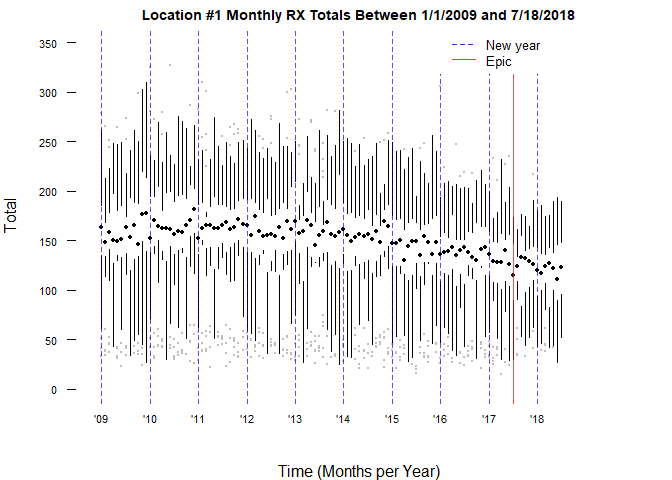 Location #1 Monthly RX Totals Between 1/1/2009 and 7/18/2018
New year
Epic
350
300
250
200
150
100
50
0
Total
'09 '10 '11 '12 '13 '14 '15 '16 '17 '18
Time (Months per Year)